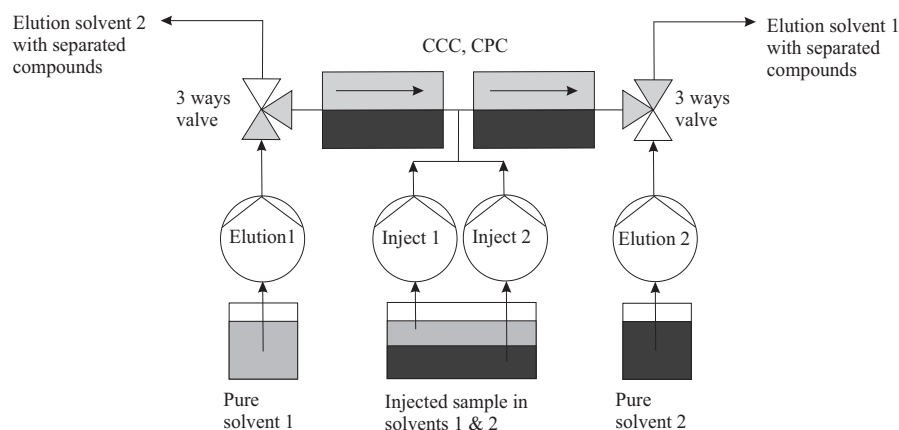 Elution solvent 2
with separated
compounds
Elution solvent 1
with separated
compounds
CCC, CPC
3 ways
valve
3 ways
valve
Elution1
Inject 1
Inject 2
Elution 2
Pure
solvent 1
Injected sample in
solvents 1 & 2
Pure
solvent 2